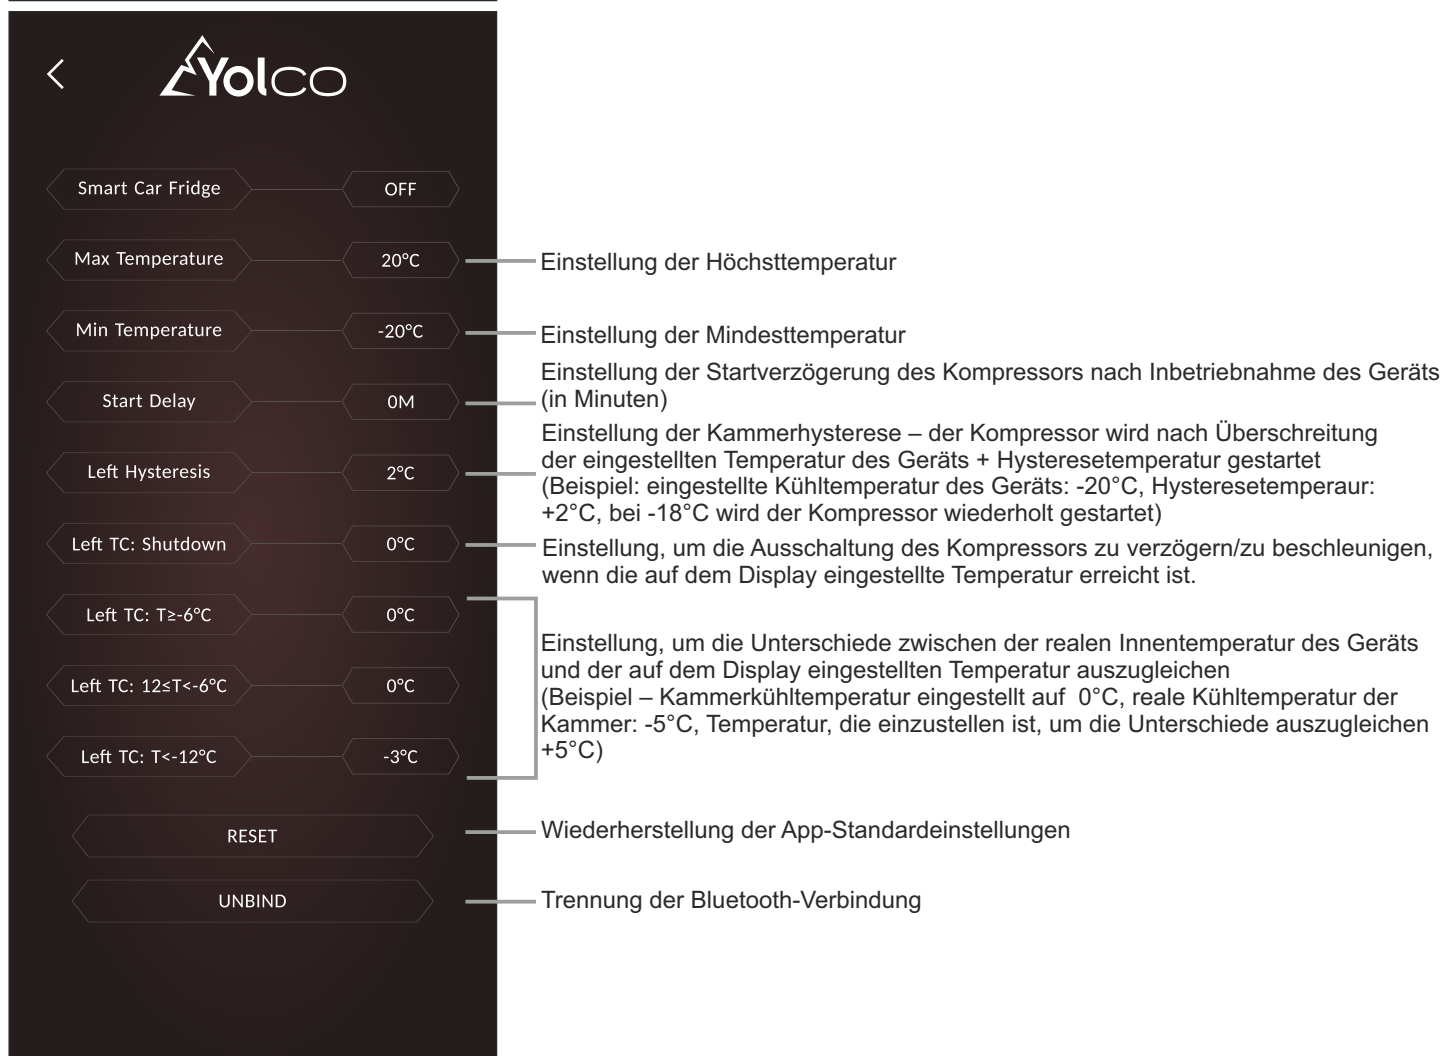 Yolco
Smart Car Fridge OFF
Max Temperature 20°C Einstellung der Höchsttemperatur
Min Temperature -20°C Einstellung der Mindesttemperatur
Start Delay 0M Einstellung der Startverzögerung des Kompressors nach Inbetriebnahme des Geräts
(in Minuten)
Left Hysteresis 2°C Einstellung der Kammerhysterese – der Kompressor wird nach Überschreitung
der eingestellten Temperatur des Geräts + Hysteresetemperatur gestartet
(Beispiel: eingestellte Kühltemperatur des Geräts: -20°C, Hysteresetemperaur:
+2°C, bei -18°C wird der Kompressor wiederholt gestartet)
Left TC: Shutdown 0°C Einstellung, um die Ausschaltung des Kompressors zu verzögern/zu beschleunigen,
wenn die auf dem Display eingestellte Temperatur erreicht ist.
Left TC: T≥-6°C 0°C
Left TC: 12≤T<-6°C 0°C
Left TC: T<-12°C -3°C
Einstellung, um die Unterschiede zwischen der realen Innentemperatur des Geräts
und der auf dem Display eingestellten Temperatur auszugleichen
(Beispiel – Kammerkühltemperatur eingestellt auf 0°C, reale Kühltemperatur der
Kammer: -5°C, Temperatur, die einzustellen ist, um die Unterschiede auszugleichen
+5°C)
RESET Wiederherstellung der App-Standardeinstellungen
UNBIND Trennung der Bluetooth-Verbindung